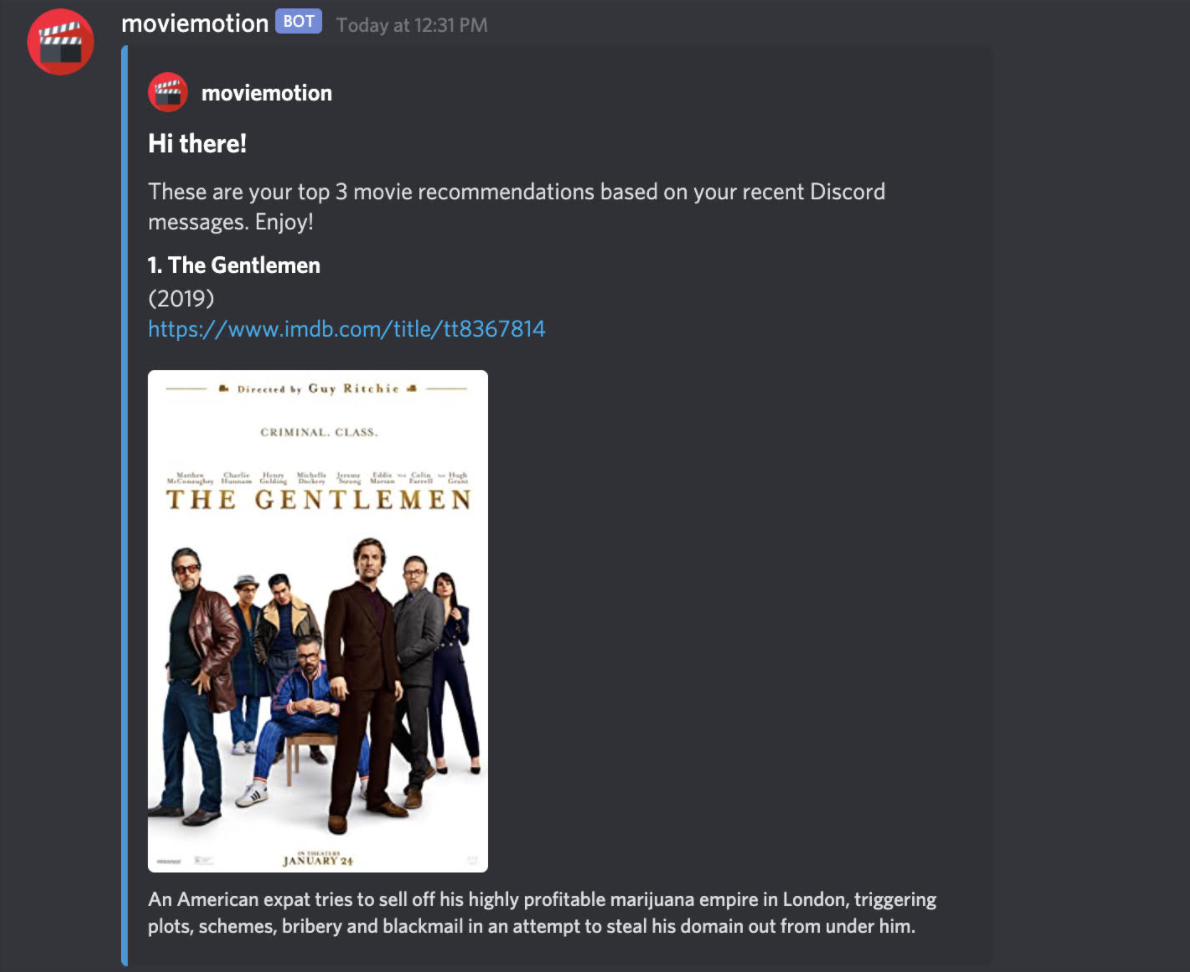 moviemotion BOT Today at 12:31 PM
moviemotion
Hi there!
These are your top 3 movie recommendations based on your recent Discord
messages. Enjoy!
1. The Gentlemen
(2019)
https://www.imdb.com/title/tt8367814
Directed by Guy Ritchie
CRIMINAL. CLASS.
Matthew Charlie Henry Michelle Jeremy Eddie Colin Hugh
McConaughey Hunnam Golding Dockery Strong Marsan Farrell Grant
THE GENTLEMEN
IN THEATERS
JANUARY 24
An American expat tries to sell off his highly profitable marijuana empire in London, triggering
plots, schemes, bribery and blackmail in an attempt to steal his domain out from under him.